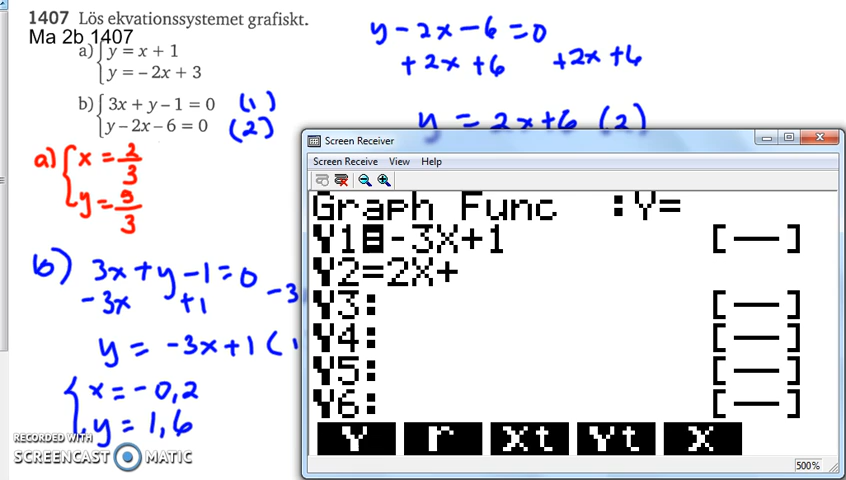 1407 Lös ekvationssystemet grafiskt.
Ma 2b 1407
a) { y = x + 1
y = – 2x + 3
b) { 3x + y – 1 = 0 (1)
y – 2x – 6 = 0 (2)
a) { x = 2/3
y = 5/3
b) 3x + y - 1 = 0
-3x +1 -3
y = -3x + 1 (1
{ x = -0,2
y = 1,6
y - 2x - 6 = 0
+2x +6 +2x +6
y = 2x + 6 (2)
Screen Receiver
Screen Receive View Help
Graph Func :Y=
Y1=-3X+1 [—]
Y2=2X+
Y3: [—]
Y4: [—]
Y5: [—]
Y6: [—]
Y r Xt Yt X
500%
RECORDED WITH
SCREENCAST MATIC